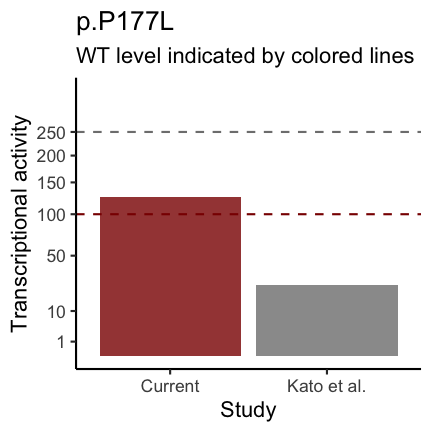 p.P177L
WT level indicated by colored lines
Transcriptional activity
250
200
150
100
50
10
1
Current
Kato et al.
Study